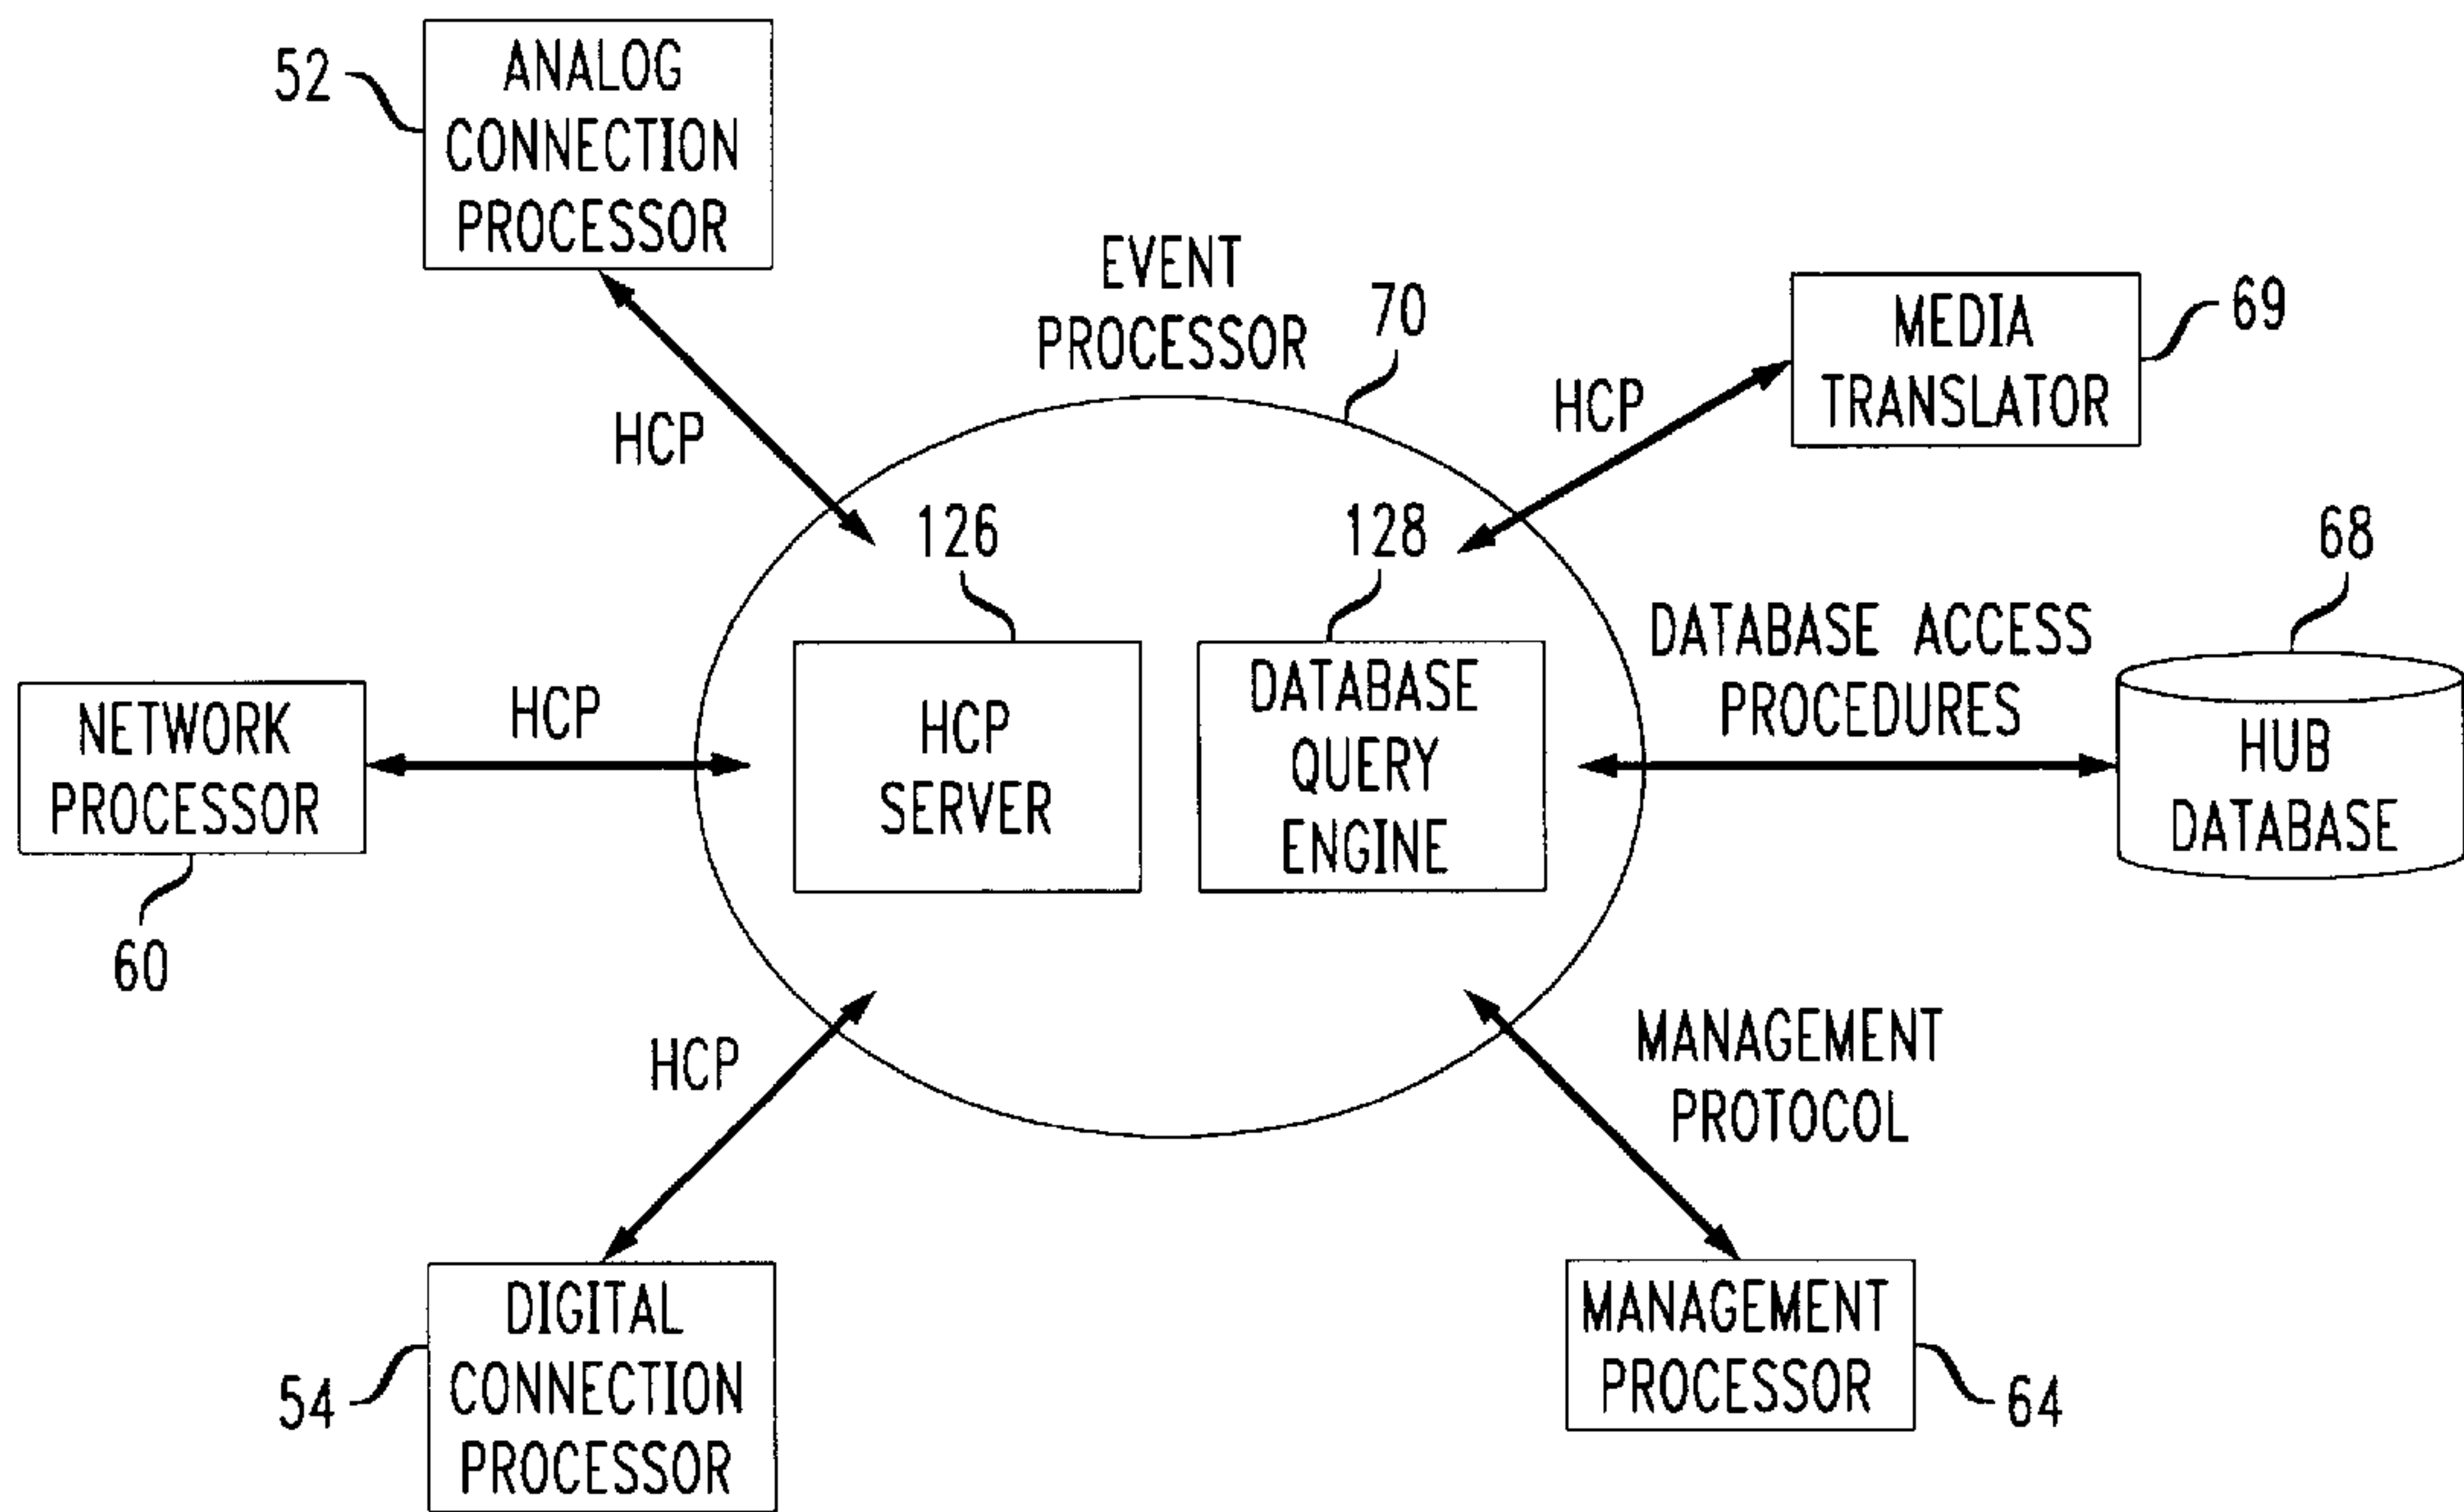 52
ANALOG
CONNECTION
PROCESSOR
EVENT
PROCESSOR
70
MEDIA
TRANSLATOR
69
HCP
HCP
126
128
68
DATABASE ACCESS
PROCEDURES
NETWORK
PROCESSOR
60
HCP
HCP
SERVER
DATABASE
QUERY
ENGINE
HUB
DATABASE
HCP
MANAGEMENT
PROTOCOL
54
DIGITAL
CONNECTION
PROCESSOR
MANAGEMENT
PROCESSOR
64